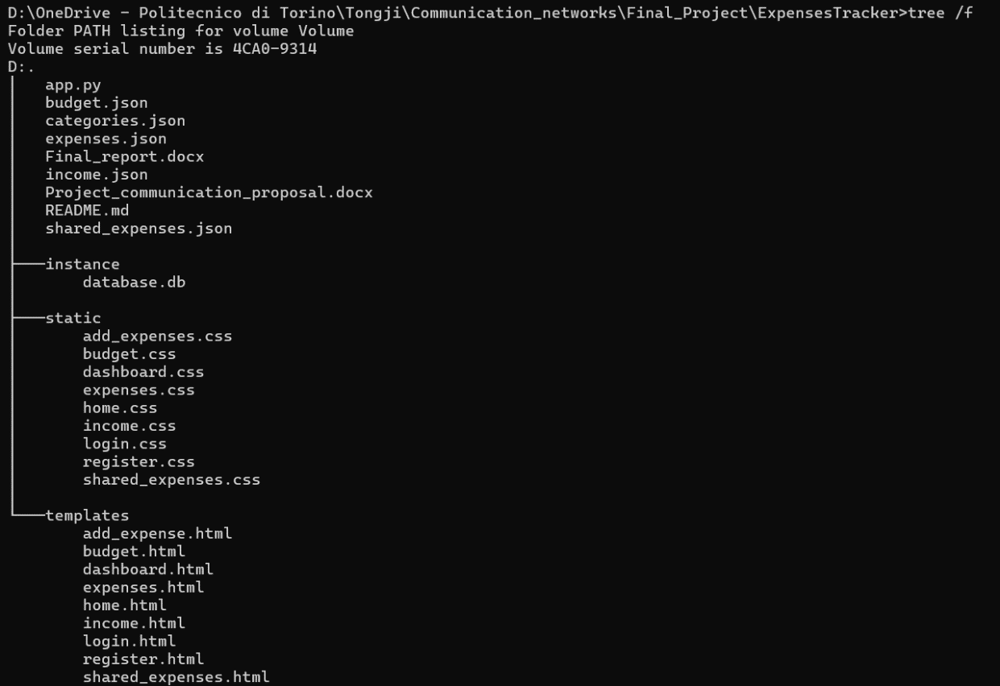 D:\OneDrive - Politecnico di Torino\Tongji\Communication_networks\Final_Project\ExpensesTracker>tree /f
Folder PATH listing for volume Volume
Volume serial number is 4CA0-9314
D:.
app.py
budget.json
categories.json
expenses.json
Final_report.docx
income.json
Project_communication_proposal.docx
README.md
shared_expenses.json
instance
database.db
static
add_expenses.css
budget.css
dashboard.css
expenses.css
home.css
income.css
login.css
register.css
shared_expenses.css
templates
add_expense.html
budget.html
dashboard.html
expenses.html
home.html
income.html
login.html
register.html
shared_expenses.html